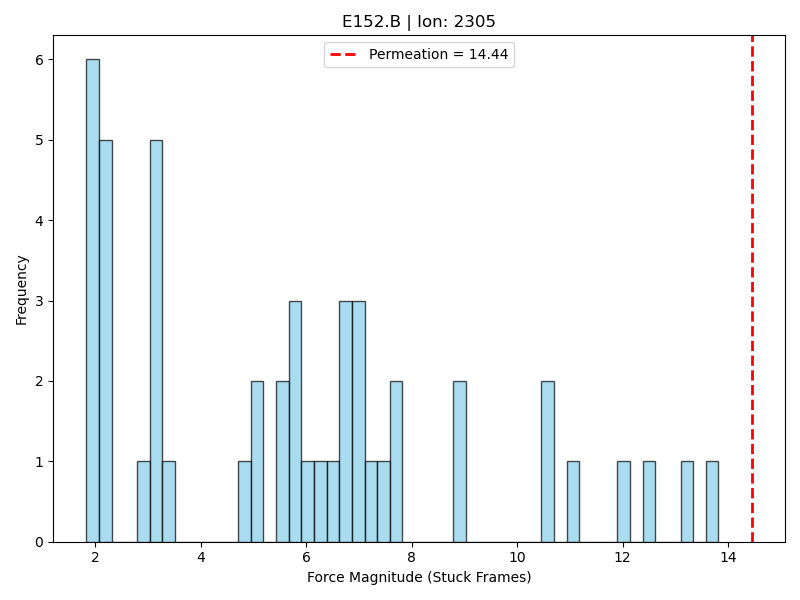 E152.B | Ion: 2305
Permeation = 14.44
6
5
4
3
2
1
0
Frequency
2 4 6 8 10 12 14
Force Magnitude (Stuck Frames)